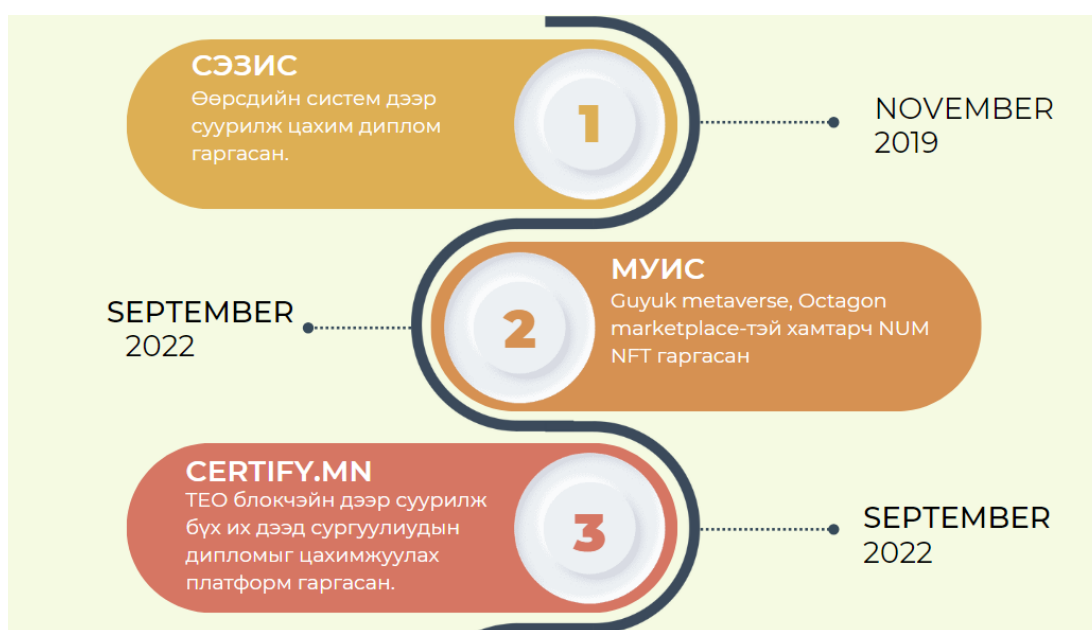 СЭЗИС
Өөрсдийн систем дээр
суурилж цахим диплом
гаргасан.
1
NOVEMBER
2019
SEPTEMBER
2022
2
МУИС
Guyuk metaverse, Octagon
marketplace-тэй хамтарч NUM
NFT гаргасан
CERTIFY.MN
ТЕО блокчэйн дээр суурилж
бүх их дээд сургуулиудын
дипломыг цахимжуулах
платформ гаргасан.
3
SEPTEMBER
2022